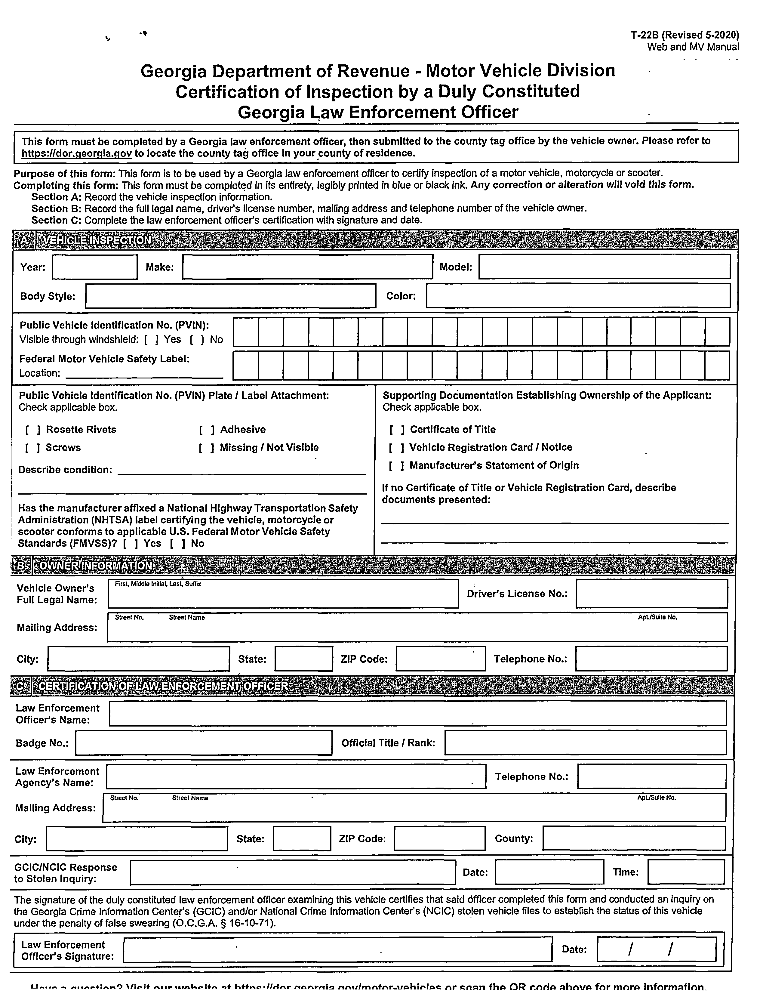 T-22B (Revised 5-2020)
Web and MV Manual
Georgia Department of Revenue - Motor Vehicle Division
Certification of Inspection by a Duly Constituted
Georgia Law Enforcement Officer
This form must be completed by a Georgia law enforcement officer, then submitted to the county tag office by the vehicle owner. Please refer to
https://dor.georgia.gov to locate the county tag office in your county of residence.
Purpose of this form: This form is to be used by a Georgia law enforcement officer to certify inspection of a motor vehicle, motorcycle or scooter.
Completing this form: This form must be completed in its entirety, legibly printed in blue or black ink. Any correction or alteration will void this form.
Section A: Record the vehicle inspection information.
Section B: Record the full legal name, driver's license number, mailing address and telephone number of the vehicle owner.
Section C: Complete the law enforcement officer's certification with signature and date.
A VEHICLE INSPECTION
Year: Make: Model:
Body Style: Color:
Public Vehicle Identification No. (PVIN):
Visible through windshield: [ ] Yes [ ] No
Federal Motor Vehicle Safety Label:
Location:
Public Vehicle Identification No. (PVIN) Plate / Label Attachment:
Check applicable box.
[ ] Rosette Rivets [ ] Adhesive
[ ] Screws [ ] Missing / Not Visible
Describe condition:
Has the manufacturer affixed a National Highway Transportation Safety
Administration (NHTSA) label certifying the vehicle, motorcycle or
scooter conforms to applicable U.S. Federal Motor Vehicle Safety
Standards (FMVSS)? [ ] Yes [ ] No
Supporting Documentation Establishing Ownership of the Applicant:
Check applicable box.
[ ] Certificate of Title
[ ] Vehicle Registration Card / Notice
[ ] Manufacturer's Statement of Origin
If no Certificate of Title or Vehicle Registration Card, describe
documents presented:
B OWNER INFORMATION
Vehicle Owner's
Full Legal Name:
First, Middle Initial, Last, Suffix
Driver's License No.:
Mailing Address:
Street No. Street Name Apt./Suite No.
City: State: ZIP Code: Telephone No.:
C CERTIFICATION OF LAW ENFORCEMENT OFFICER
Law Enforcement
Officer's Name:
Badge No.: Official Title / Rank:
Law Enforcement
Agency's Name:
Telephone No.:
Street No. Street Name Apt./Suite No.
Mailing Address:
City: State: ZIP Code: County:
GCIC/NCIC Response
to Stolen Inquiry:
Date: Time:
The signature of the duly constituted law enforcement officer examining this vehicle certifies that said officer completed this form and conducted an inquiry on
the Georgia Crime Information Center's (GCIC) and/or National Crime Information Center's (NCIC) stolen vehicle files to establish the status of this vehicle
under the penalty of false swearing (O.C.G.A. § 16-10-71).
Law Enforcement
Officer's Signature:
Date: / /
Have a question? Visit our website at https://dor.georgia.gov/motor-vehicles or scan the QR code above for more information.